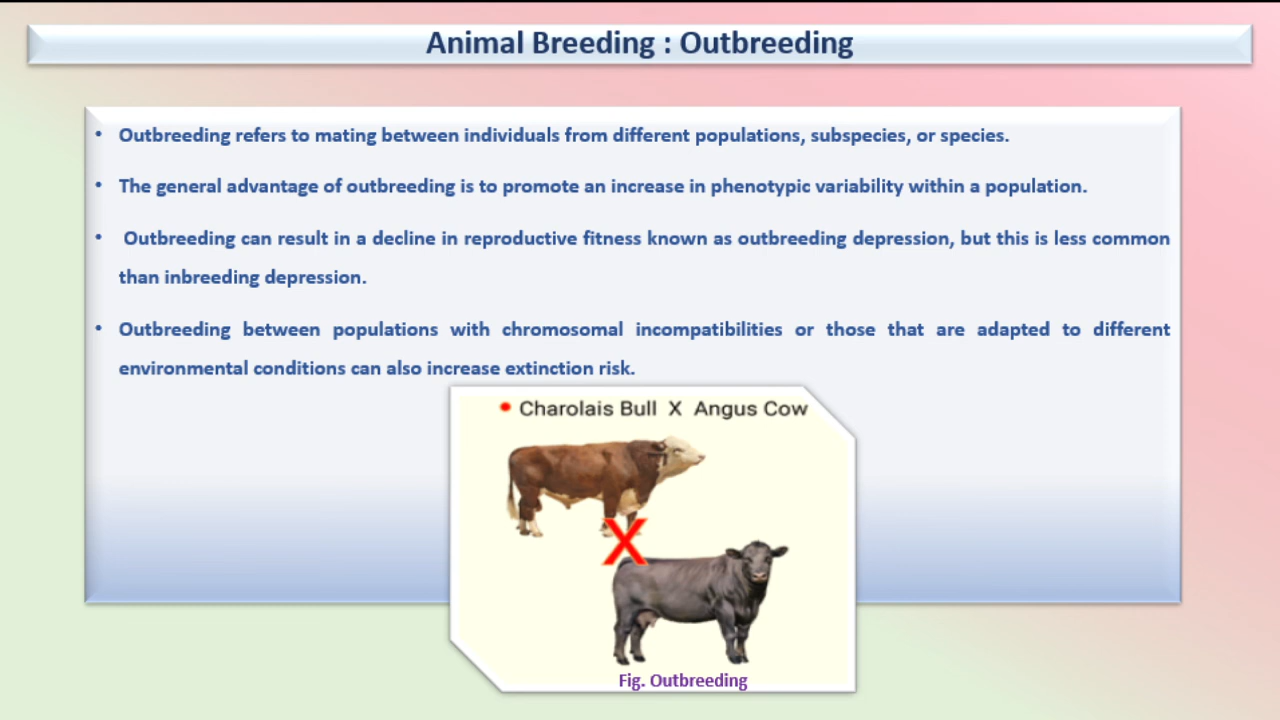 Animal Breeding : Outbreeding
• Outbreeding refers to mating between individuals from different populations, subspecies, or species.
• The general advantage of outbreeding is to promote an increase in phenotypic variability within a population.
• Outbreeding can result in a decline in reproductive fitness known as outbreeding depression, but this is less common
than inbreeding depression.
• Outbreeding between populations with chromosomal incompatibilities or those that are adapted to different
environmental conditions can also increase extinction risk.
• Charolais Bull X Angus Cow
X
Fig. Outbreeding